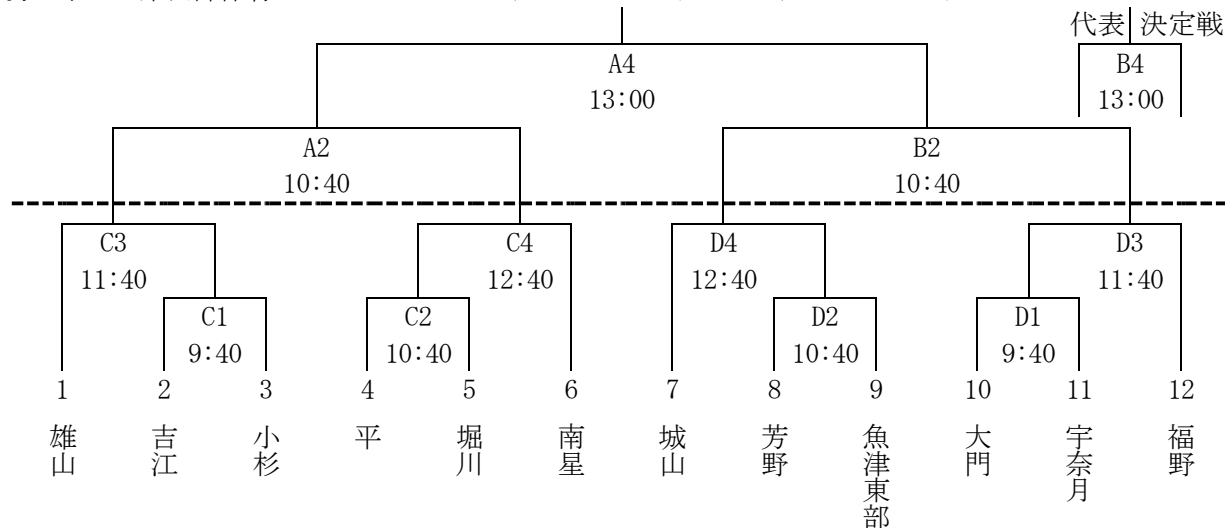 代表 決定戦
A4 B4
13:00 13:00
A2 B2
10:40 10:40
C3 C4 D4 D3
11:40 12:40 12:40 11:40
C1 C2 D2 D1
9:40 10:40 10:40 9:40
1 2 3 4 5 6 7 8 9 10 11 12
雄山 吉江 小杉 平 堀川 南星 城山 芳野 魚津東部 大門 宇奈月 福野